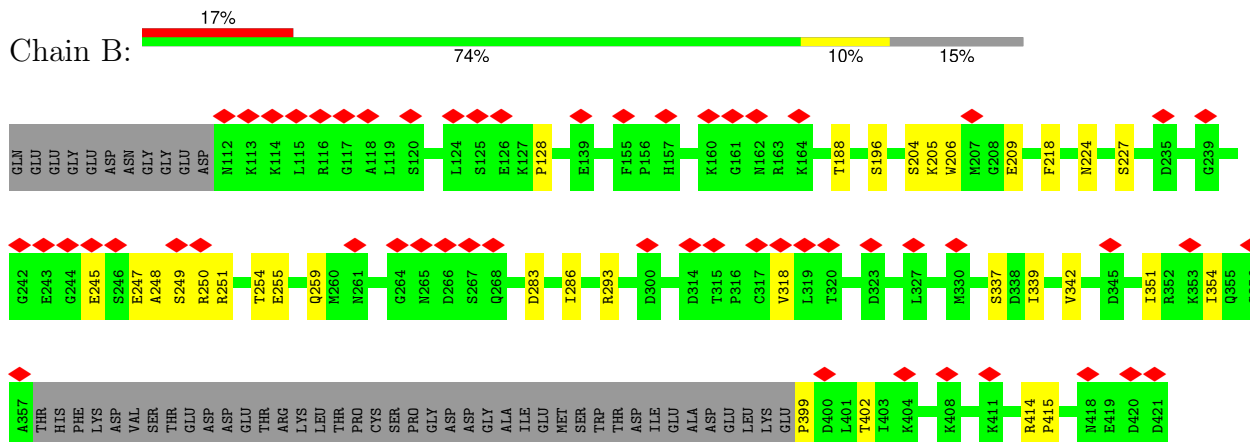 17%
Chain B:
74% 10% 15%
GLN GLU GLU GLU GLY GLU ASP ASN GLY GLY GLU ASP N112 K113 K114 L115 R116 G117 A118 L119 S120 L124 S125 E126 K127 P128 E139 F155 P156 H157 K160 G161 N162 R163 K164 T188 S196 S204 K205 W206 M207 G208 E209 F218 N224 S227 D235 G239
G242 E243 G244 E245 S246 E247 A248 S249 R250 R251 T254 E255 Q259 M260 N261 G264 N265 D266 S267 Q268 D283 I286 R293 D300 D314 T315 P316 C317 V318 L319 T320 D323 L327 M330 S337 D338 I339 V342 D345 I351 R352 K353 I354 Q355
A357 THR HIS PHE LYS ASP VAL SER THR GLU ASP ASP GLU THR ARG LYS LEU THR PRO CYS SER PRO GLY ASP ASP GLY ALA ILE GLU MET SER TRP THR ASP ILE GLU ALA ASP GLU LEU LYS GLU P399 D400 L401 T402 I403 K404 K408 K411 R414 P415 N418 E419 D420 D421